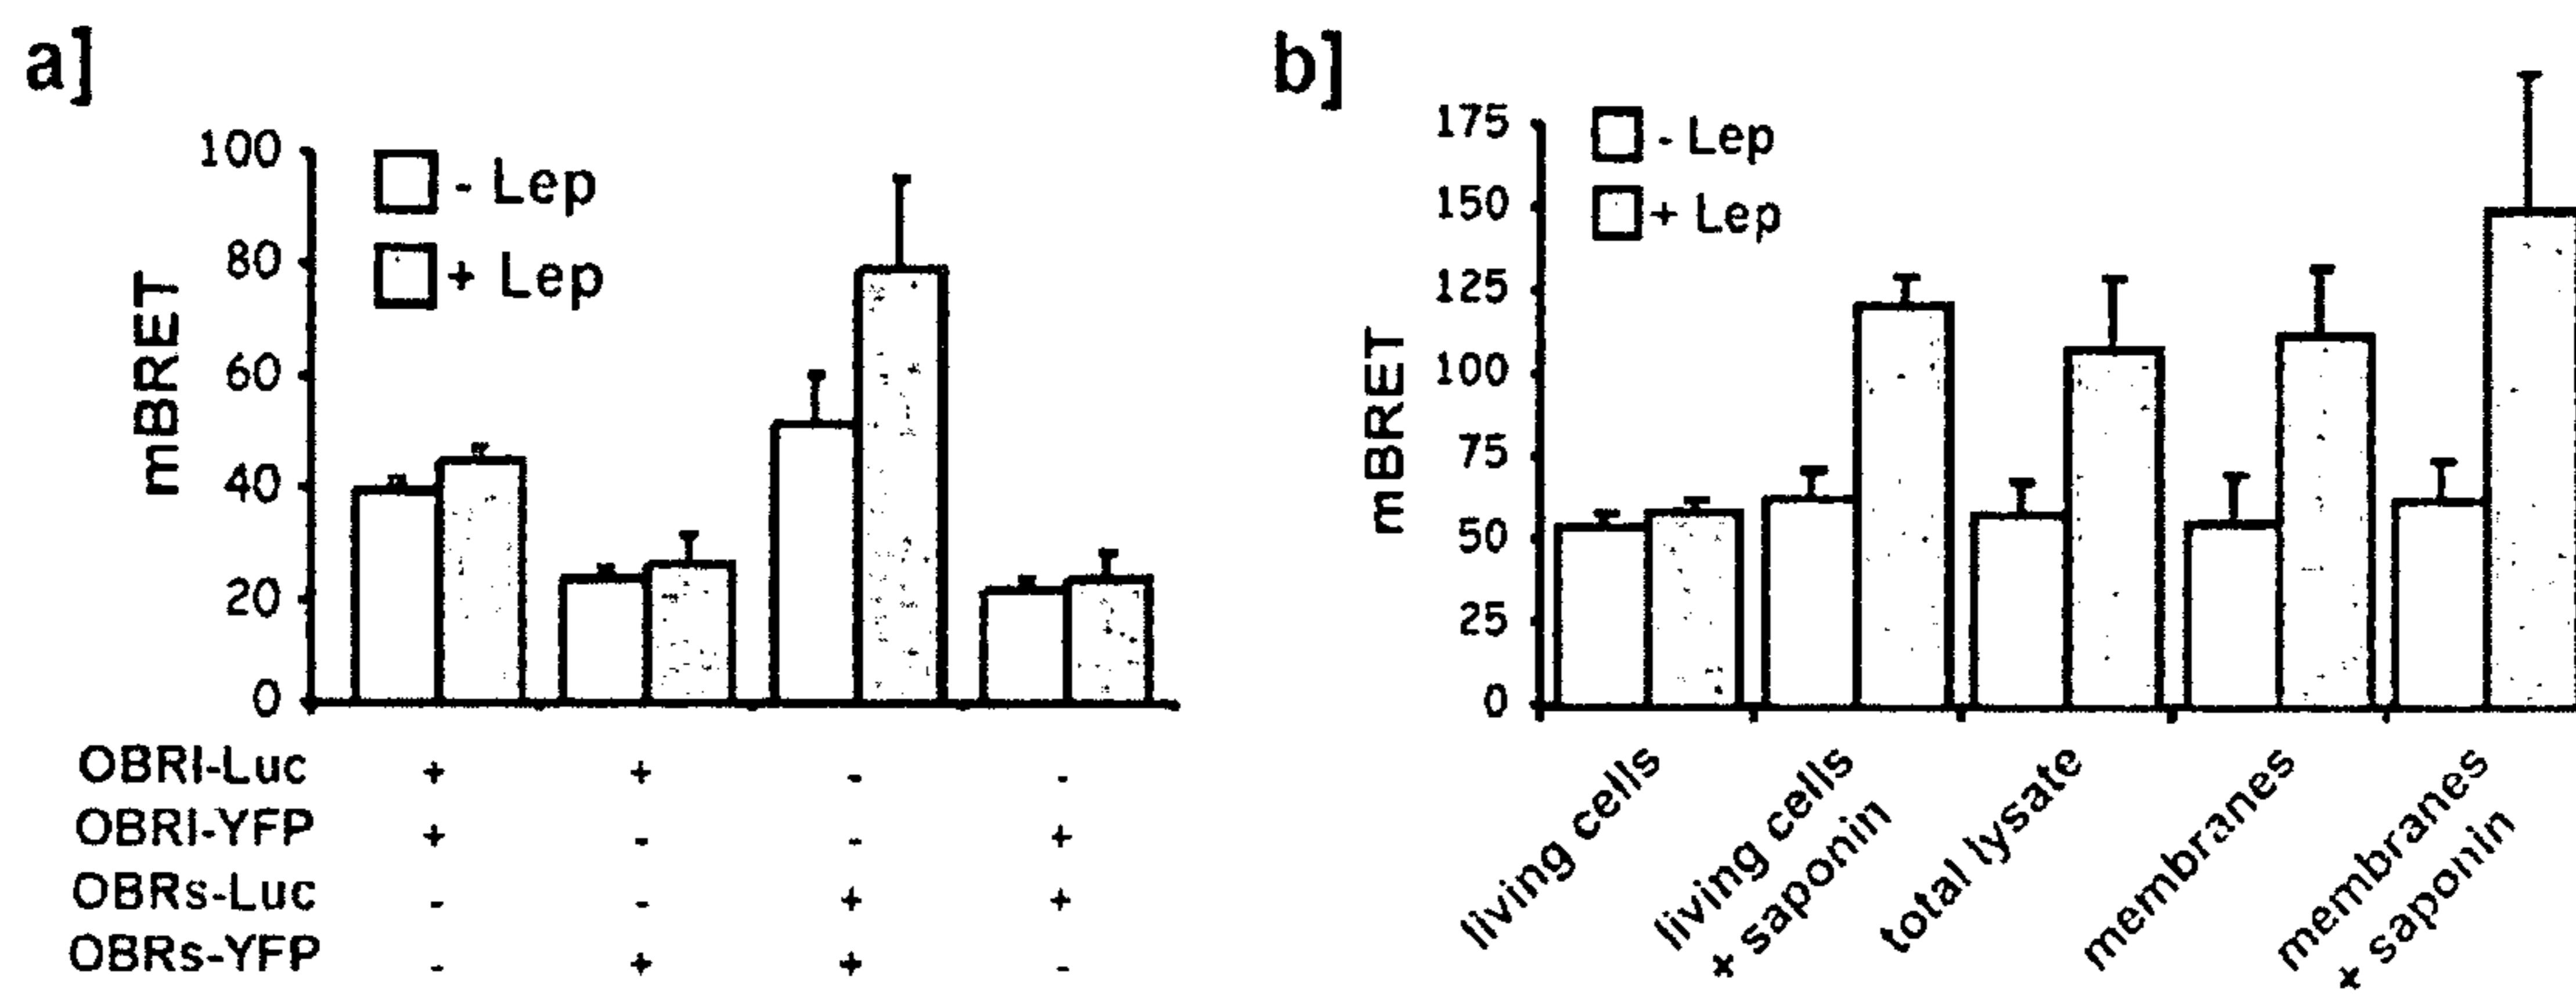 a]
100
80
60
40
20
0
mBRET
- Lep
+ Lep
OBRl-Luc + + - -
OBRl-YFP + - - +
OBRs-Luc - - + +
OBRs-YFP - + + -
b]
175
150
125
100
75
50
25
0
mBRET
- Lep
+ Lep
living cells
living cells
+ saponin
total lysate
membranes
membranes
+ saponin